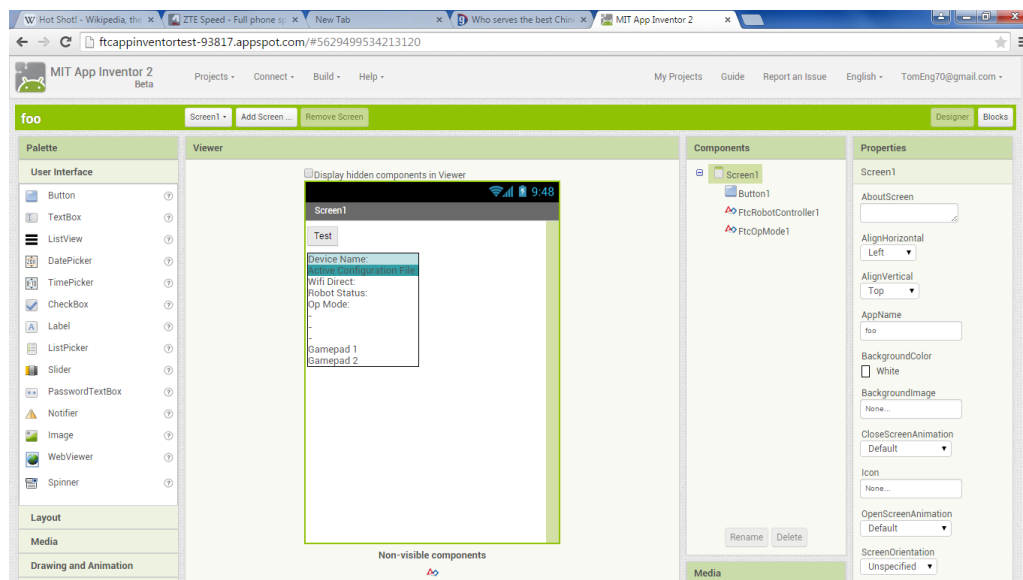 Hot Shot! - Wikipedia, the
ZTE Speed - Full phone sp
New Tab
Who serves the best Chin
MIT App Inventor 2
ftcappinventortest-93817.appspot.com/#5629499534213120
MIT App Inventor 2
Beta
Projects
Connect
Build
Help
My Projects
Guide
Report an Issue
English
TomEng70@gmail.com
foo
Screen1
Add Screen ...
Remove Screen
Designer
Blocks
Palette
User Interface
Button
TextBox
ListView
DatePicker
TimePicker
CheckBox
Label
ListPicker
Slider
PasswordTextBox
Notifier
Image
WebViewer
Spinner
Layout
Media
Drawing and Animation
Viewer
Display hidden components in Viewer
9:48
Screen1
Test
Device Name:
Active Configuration File:
Wifi Direct:
Robot Status:
Op Mode:
-
-
-
Gamepad 1
Gamepad 2
Non-visible components
Components
Screen1
Button1
FtcRobotController1
FtcOpMode1
Rename
Delete
Media
Properties
Screen1
AboutScreen
AlignHorizontal
Left
AlignVertical
Top
AppName
foo
BackgroundColor
White
BackgroundImage
None...
CloseScreenAnimation
Default
Icon
None...
OpenScreenAnimation
Default
ScreenOrientation
Unspecified